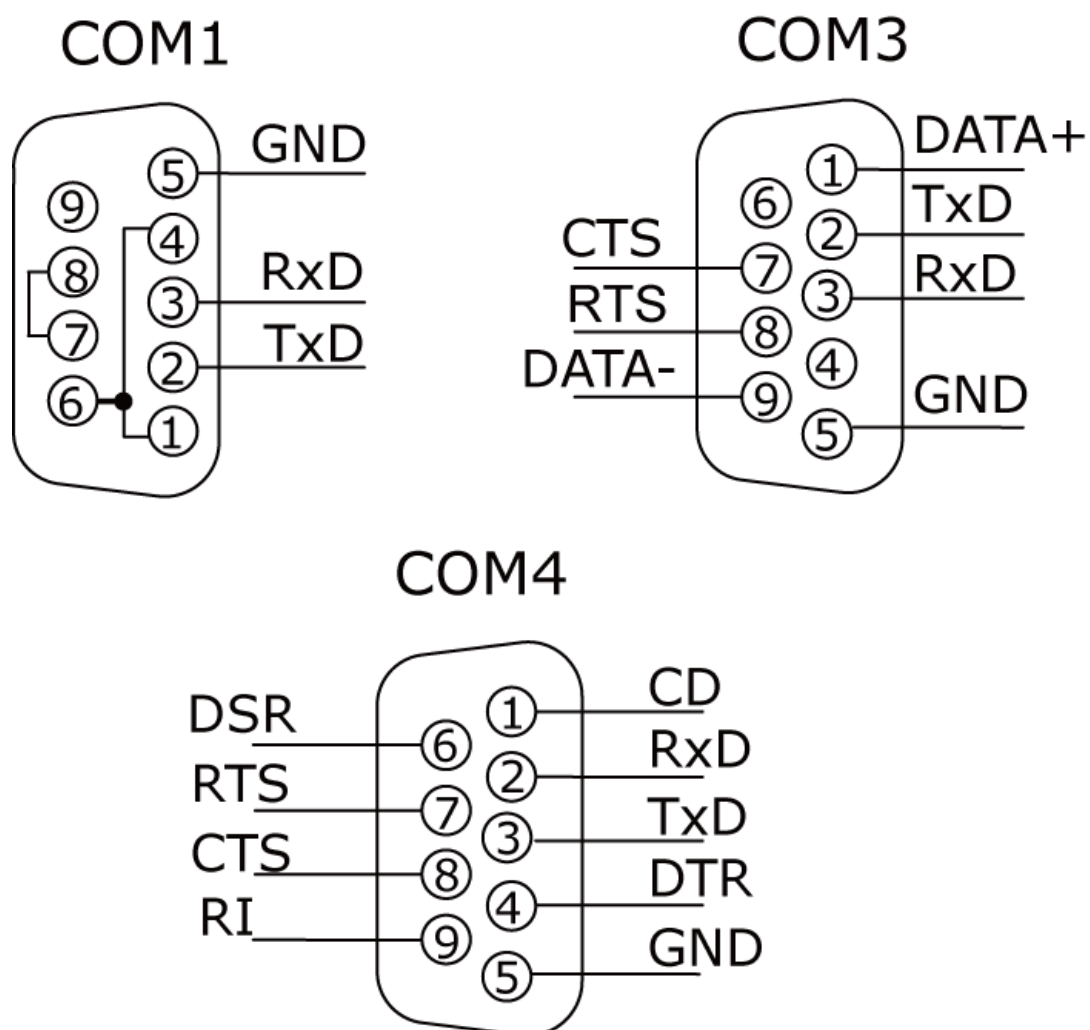 COM1
GND
5
9
4
8
RxD
3
7
TxD
2
6
1
COM3
DATA+
1
6
TxD
2
CTS
7
RxD
3
RTS
8
4
DATA-
9
GND
5
COM4
CD
1
DSR
6
RxD
2
RTS
7
TxD
3
CTS
8
DTR
4
RI
9
GND
5